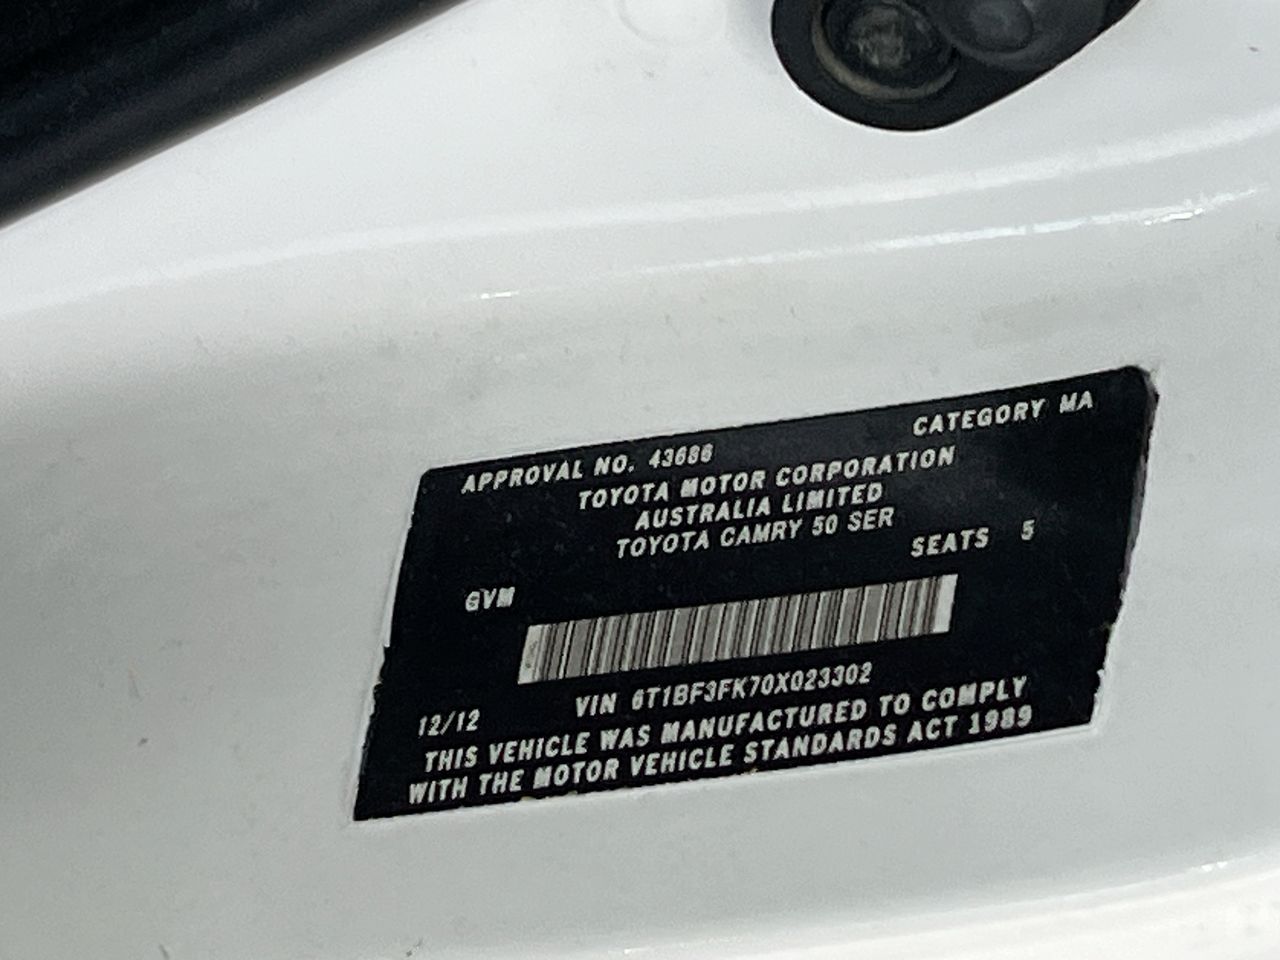 APPROVAL NO. 43686 CATEGORY MA
TOYOTA MOTOR CORPORATION
AUSTRALIA LIMITED
TOYOTA CAMRY 50 SER
SEATS 5
GVM
VIN 6T1BF3FK70X023302
12/12
THIS VEHICLE WAS MANUFACTURED TO COMPLY
WITH THE MOTOR VEHICLE STANDARDS ACT 1989